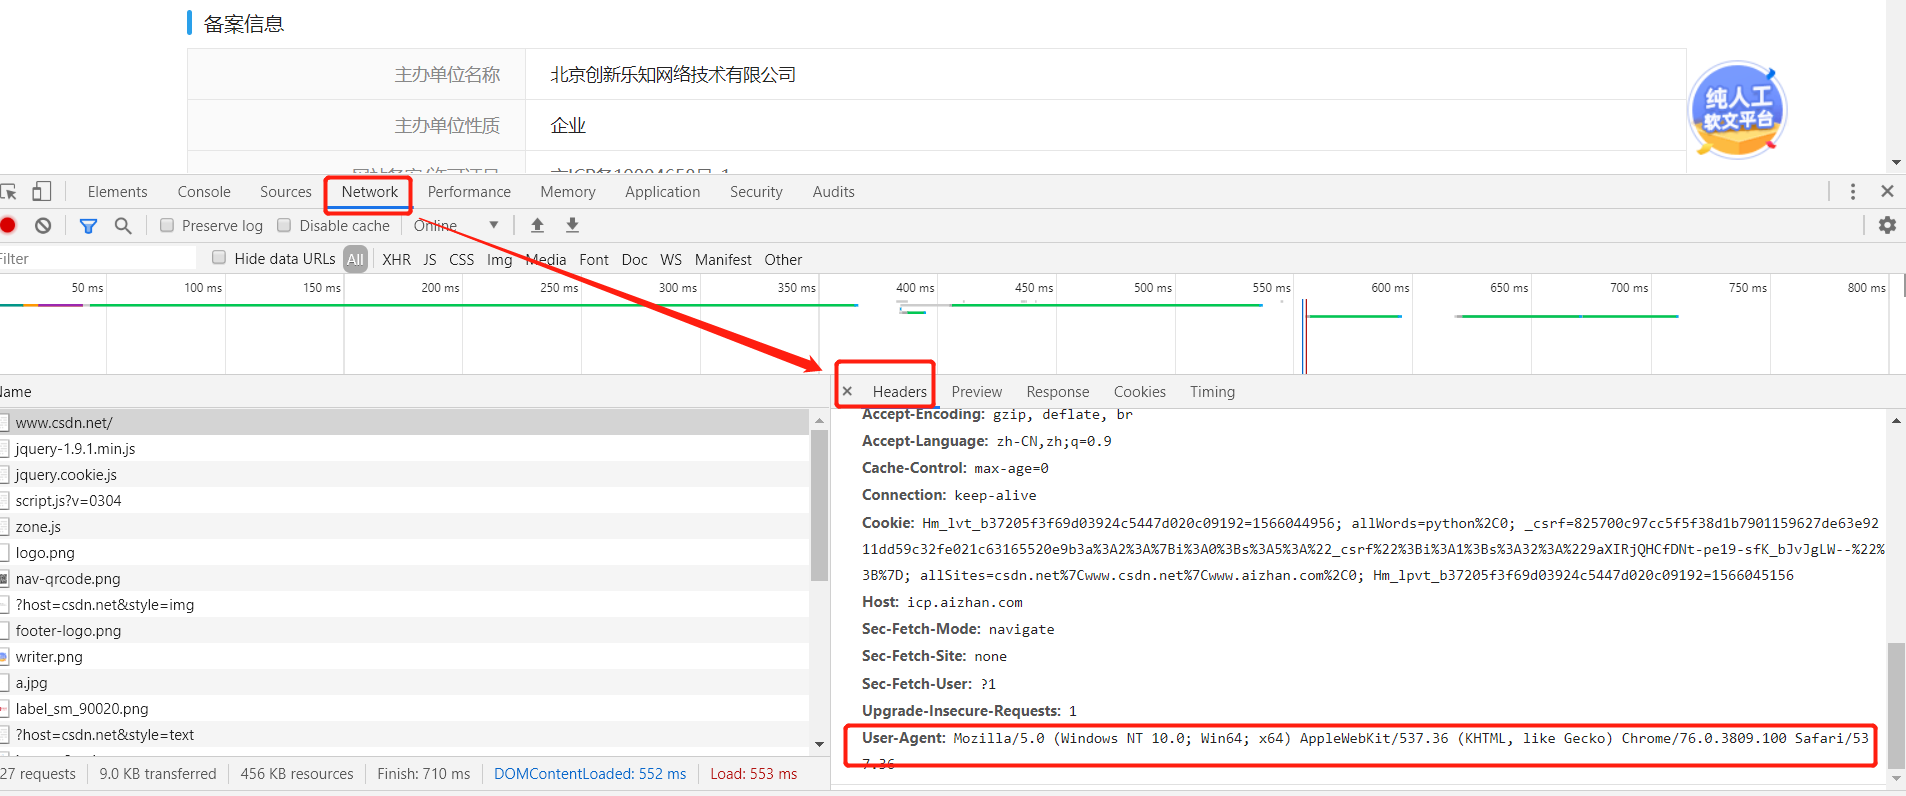 备案信息
主办单位名称 北京创新乐知网络技术有限公司
主办单位性质 企业
纯人工
软文平台
Elements Console Sources Network Performance Memory Application Security Audits
Preserve log Disable cache Online
Filter Hide data URLs All XHR JS CSS Img Media Font Doc WS Manifest Other
50 ms 100 ms 150 ms 200 ms 250 ms 300 ms 350 ms 400 ms 450 ms 500 ms 550 ms 600 ms 650 ms 700 ms 750 ms 800 ms
Name
www.csdn.net/
jquery-1.9.1.min.js
jquery.cookie.js
script.js?v=0304
zone.js
logo.png
nav-qrcode.png
?host=csdn.net&style=img
footer-logo.png
writer.png
a.jpg
label_sm_90020.png
?host=csdn.net&style=text
27 requests 9.0 KB transferred 456 KB resources Finish: 710 ms DOMContentLoaded: 552 ms Load: 553 ms
× Headers Preview Response Cookies Timing
Accept-Encoding: gzip, deflate, br
Accept-Language: zh-CN,zh;q=0.9
Cache-Control: max-age=0
Connection: keep-alive
Cookie: Hm_lvt_b37205f3f69d03924c5447d020c09192=1566044956; allWords=python%2C0; _csrf=825700c97cc5f5f38d1b7901159627de63e92
11dd59c32fe021c63165520e9b3a%3A2%3A%7Bi%3A0%3Bs%3A5%3A%22_csrf%22%3Bi%3A1%3Bs%3A32%3A%229aXIRjQHCfDNt-pe19-sfK_bJvJgLW--%22%
3B%7D; allSites=csdn.net%7Cwww.csdn.net%7Cwww.aizhan.com%2C0; Hm_lpvt_b37205f3f69d03924c5447d020c09192=1566045156
Host: icp.aizhan.com
Sec-Fetch-Mode: navigate
Sec-Fetch-Site: none
Sec-Fetch-User: ?1
Upgrade-Insecure-Requests: 1
User-Agent: Mozilla/5.0 (Windows NT 10.0; Win64; x64) AppleWebKit/537.36 (KHTML, like Gecko) Chrome/76.0.3809.100 Safari/53
7.36